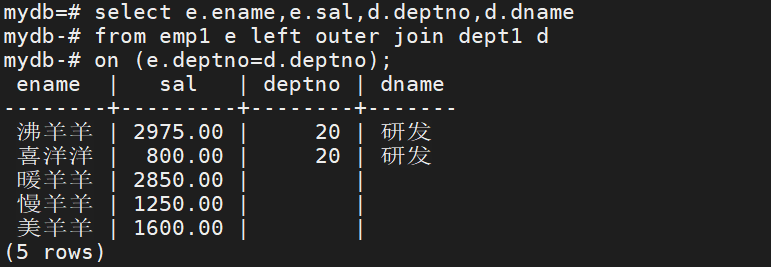 mydb=# select e.ename,e.sal,d.deptno,d.dname
mydb-# from emp1 e left outer join dept1 d
mydb-# on (e.deptno=d.deptno);
 ename  |   sal   | deptno | dname
--------+---------+--------+-------
 沸羊羊 | 2975.00 |     20 | 研发
 喜洋洋 |  800.00 |     20 | 研发
 暖羊羊 | 2850.00 |        |
 慢羊羊 | 1250.00 |        |
 美羊羊 | 1600.00 |        |
(5 rows)